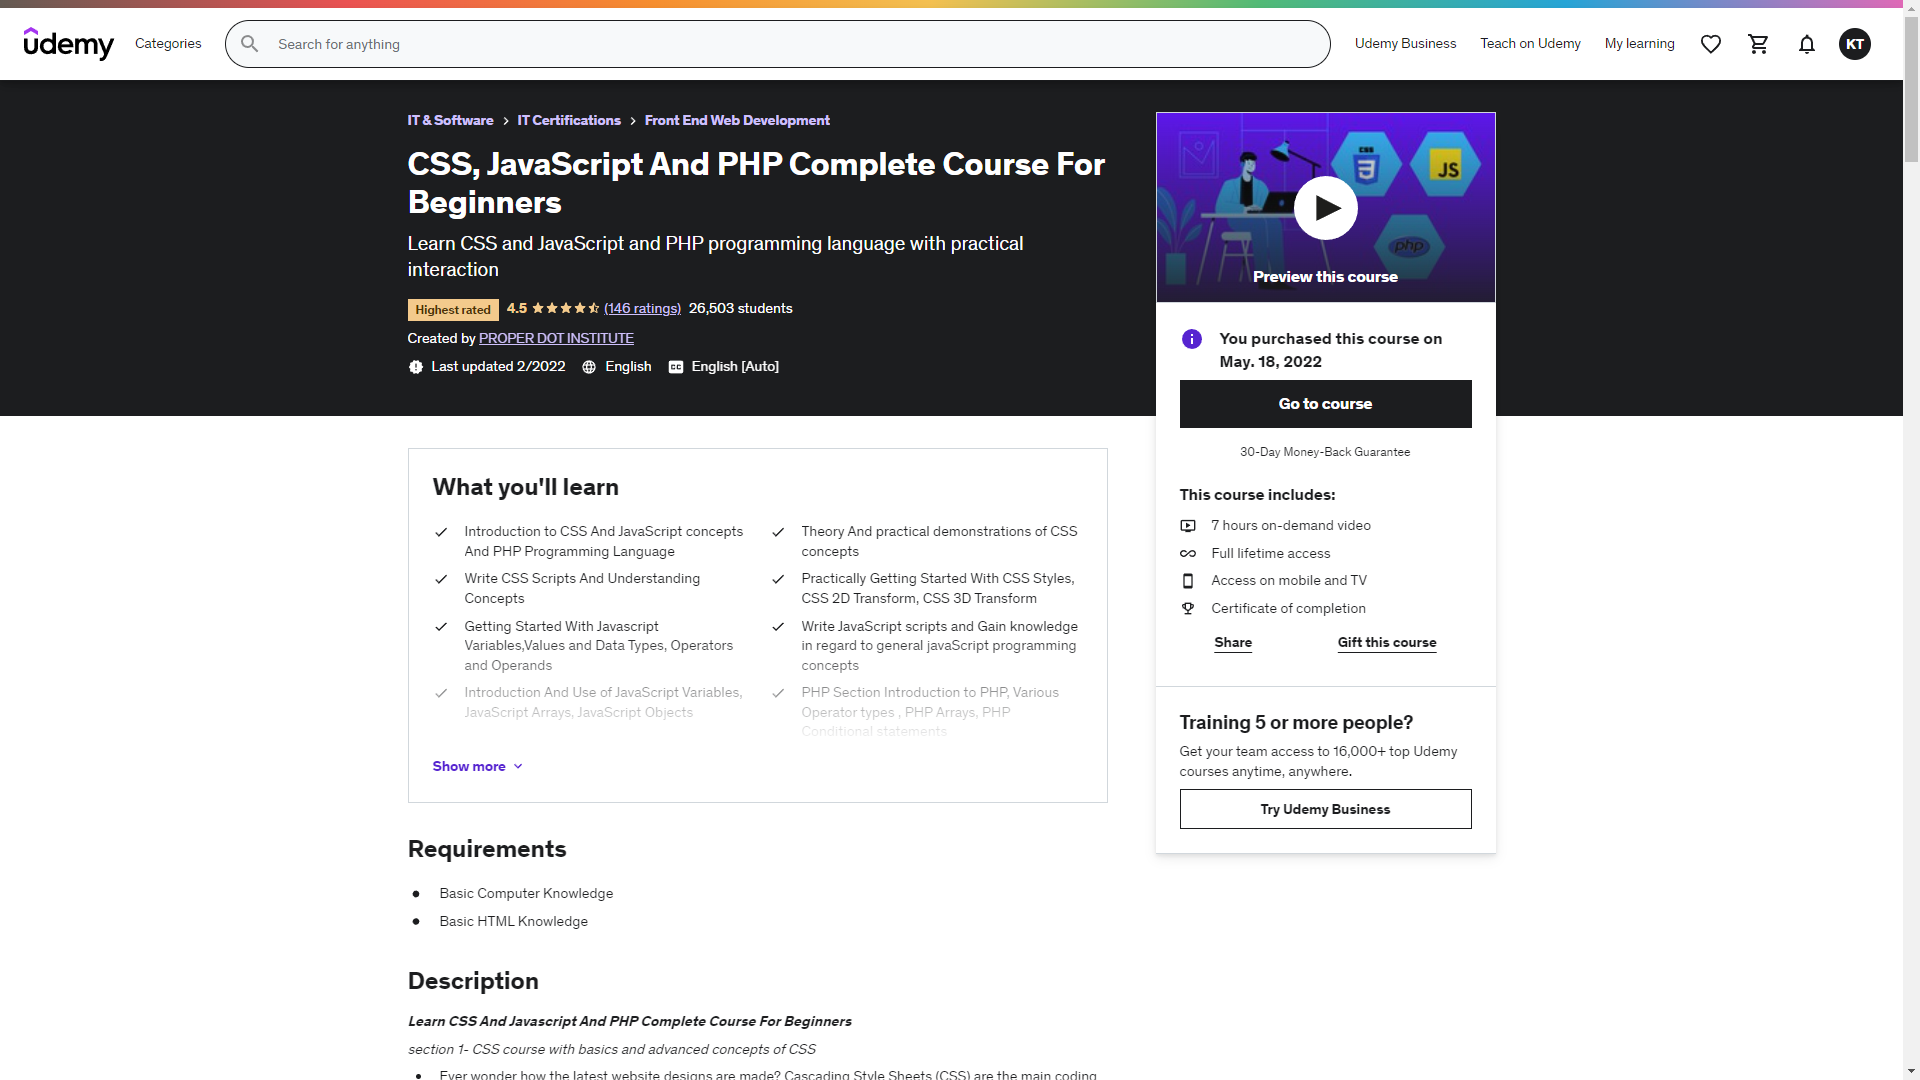 udemy
Categories
Search for anything
Udemy Business
Teach on Udemy
My learning
KT
IT & Software
IT Certifications
Front End Web Development
CSS, JavaScript And PHP Complete Course For
Beginners
Learn CSS and JavaScript and PHP programming language with practical
interaction
Highest rated
4.5
(146 ratings)
26,503 students
Created by PROPER DOT INSTITUTE
Last updated 2/2022
English
CC
English [Auto]
CSS
3
JS
php
Preview this course
You purchased this course on
May. 18, 2022
Go to course
30-Day Money-Back Guarantee
This course includes:
7 hours on-demand video
Full lifetime access
Access on mobile and TV
Certificate of completion
Share
Gift this course
Training 5 or more people?
Get your team access to 16,000+ top Udemy
courses anytime, anywhere.
Try Udemy Business
What you'll learn
Introduction to CSS And JavaScript concepts
And PHP Programming Language
Theory And practical demonstrations of CSS
concepts
Write CSS Scripts And Understanding
Concepts
Practically Getting Started With CSS Styles,
CSS 2D Transform, CSS 3D Transform
Getting Started With Javascript
Variables,Values and Data Types, Operators
and Operands
Write JavaScript scripts and Gain knowledge
in regard to general javaScript programming
concepts
Introduction And Use of JavaScript Variables,
JavaScript Arrays, JavaScript Objects
PHP Section Introduction to PHP, Various
Operator types , PHP Arrays, PHP
Conditional statements
Show more
Requirements
Basic Computer Knowledge
Basic HTML Knowledge
Description
Learn CSS And Javascript And PHP Complete Course For Beginners
section 1- CSS course with basics and advanced concepts of CSS
Ever wonder how the latest website designs are made? Cascading Style Sheets (CSS) are the main coding